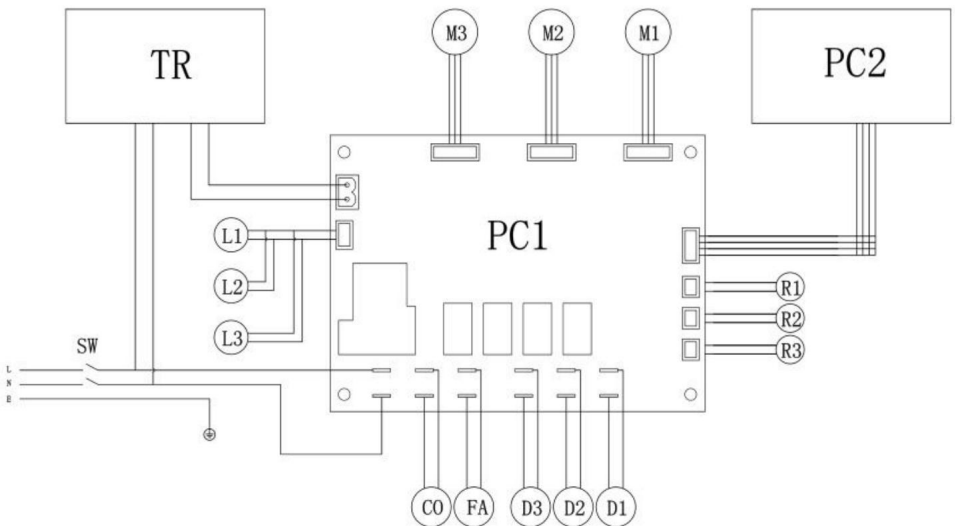 M3 M2 M1
TR PC2
PC1
L1
L2
R1
R2
L3
SW
R3
L
N
E
CO FA D3 D2 D1